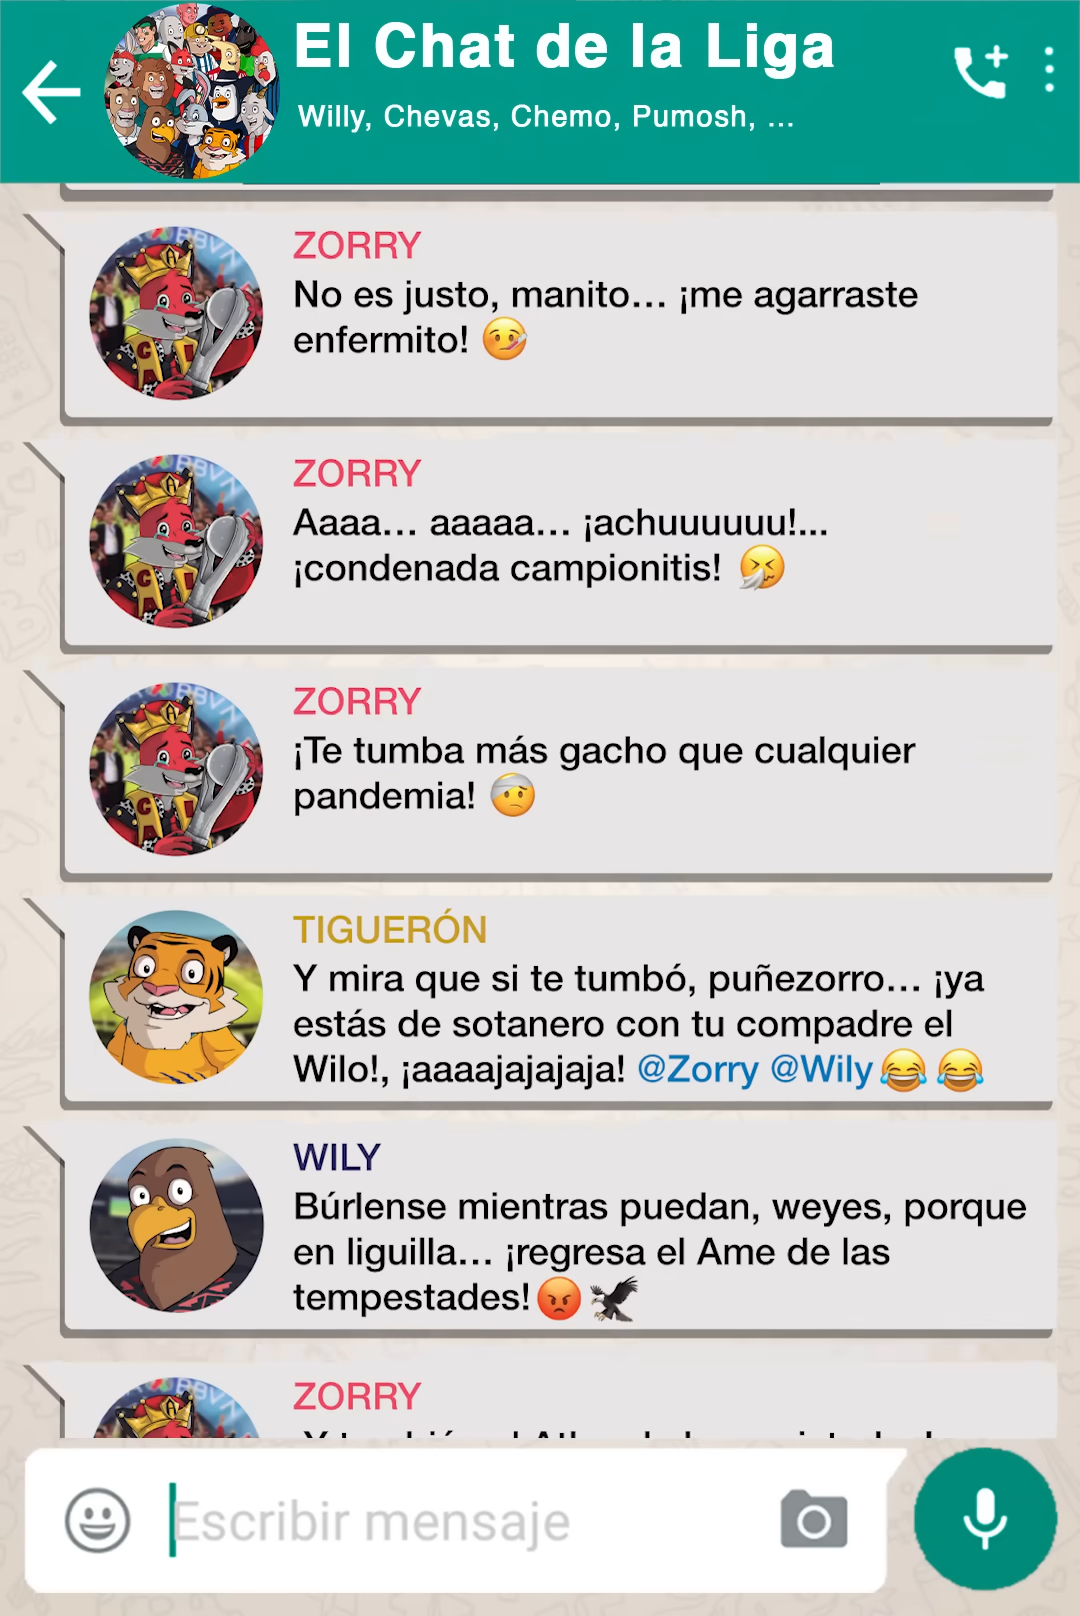 El Chat de la Liga
Willy, Chevas, Chemo, Pumosh, ...
ZORRY
No es justo, manito... ¡me agarraste
enfermito! 🤒
ZORRY
Aaaa... aaaaa... ¡achuuuuuu!...
¡condenada campionitis! 🤧
ZORRY
¡Te tumba más gacho que cualquier
pandemia! 🤕
TIGUERÓN
Y mira que si te tumbó, puñezorro... ¡ya
estás de sotanero con tu compadre el
Wilo!, ¡aaaajajajaja! @Zorry @Wily 😂 😂
WILY
Búrlense mientras puedan, weyes, porque
en liguilla... ¡regresa el Ame de las
tempestades! 😡 🦅
ZORRY
Escribir mensaje